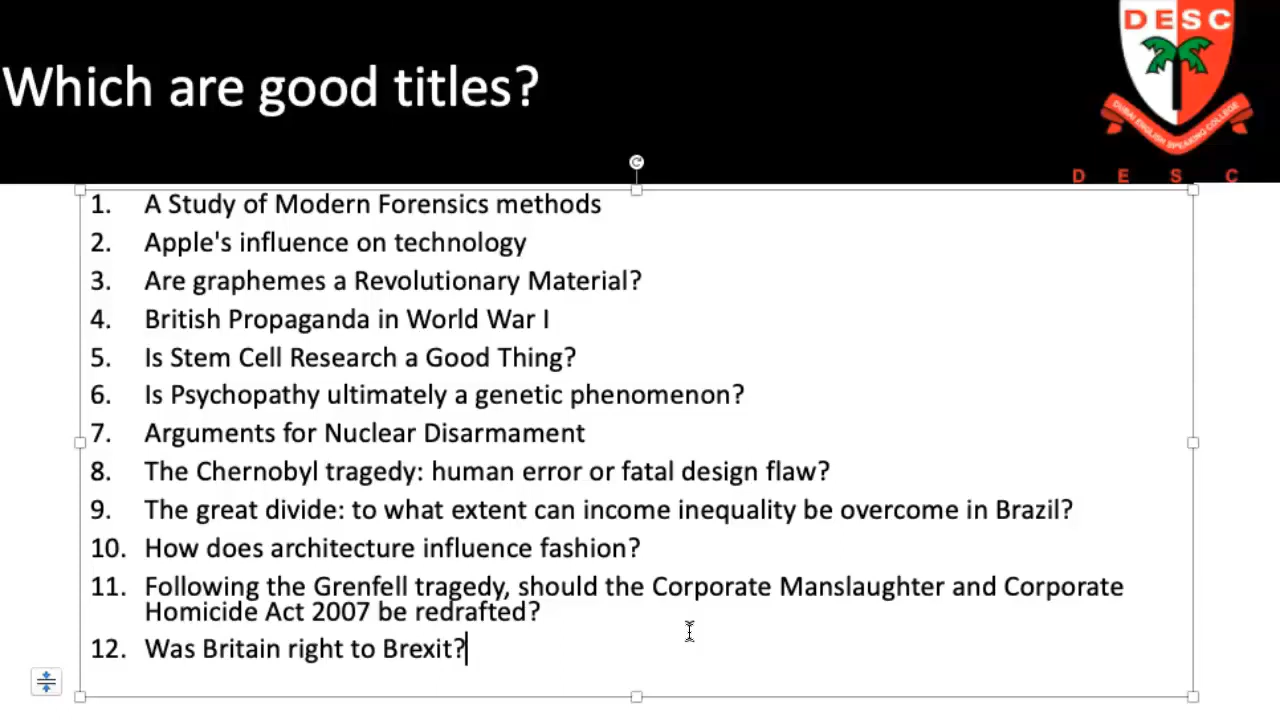 Which are good titles?
DESC
DUBAI ENGLISH SPEAKING COLLEGE
D E S C
1. A Study of Modern Forensics methods
2. Apple's influence on technology
3. Are graphemes a Revolutionary Material?
4. British Propaganda in World War I
5. Is Stem Cell Research a Good Thing?
6. Is Psychopathy ultimately a genetic phenomenon?
7. Arguments for Nuclear Disarmament
8. The Chernobyl tragedy: human error or fatal design flaw?
9. The great divide: to what extent can income inequality be overcome in Brazil?
10. How does architecture influence fashion?
11. Following the Grenfell tragedy, should the Corporate Manslaughter and Corporate
Homicide Act 2007 be redrafted?
12. Was Britain right to Brexit?